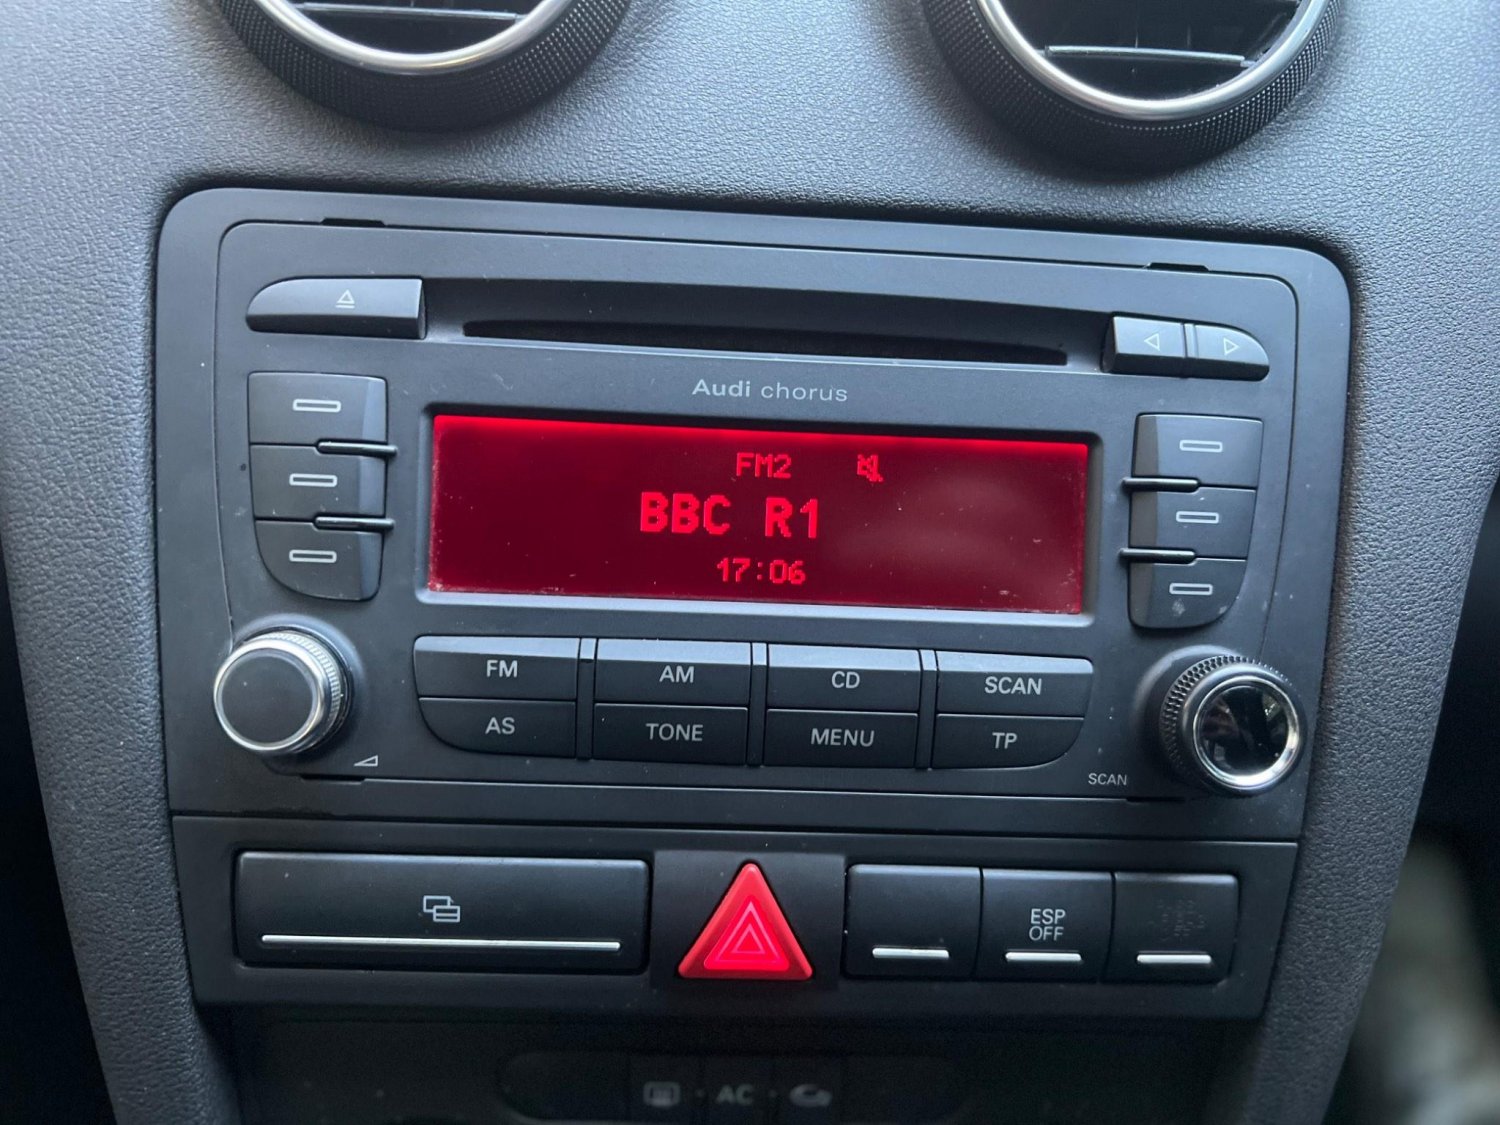 Audi chorus
FM2
BBC R1
17:06
FM AM CD SCAN
AS TONE MENU TP
SCAN
ESP
OFF
AC